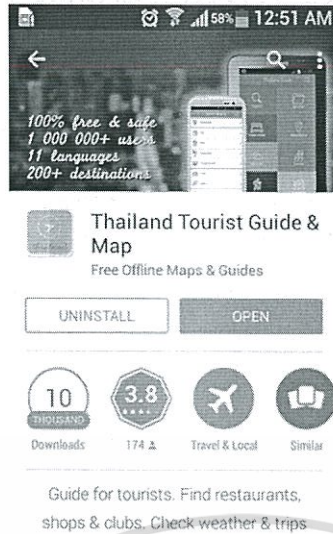 58% 12:51 AM
100% free & safe
1 000 000+ users
11 languages
200+ destinations
Thailand Tourist Guide &
Map
Free Offline Maps & Guides
UNINSTALL OPEN
10 3.8
THOUSAND
Downloads 174 Travel & Local Similar
Guide for tourists. Find restaurants,
shops & clubs. Check weather & trips